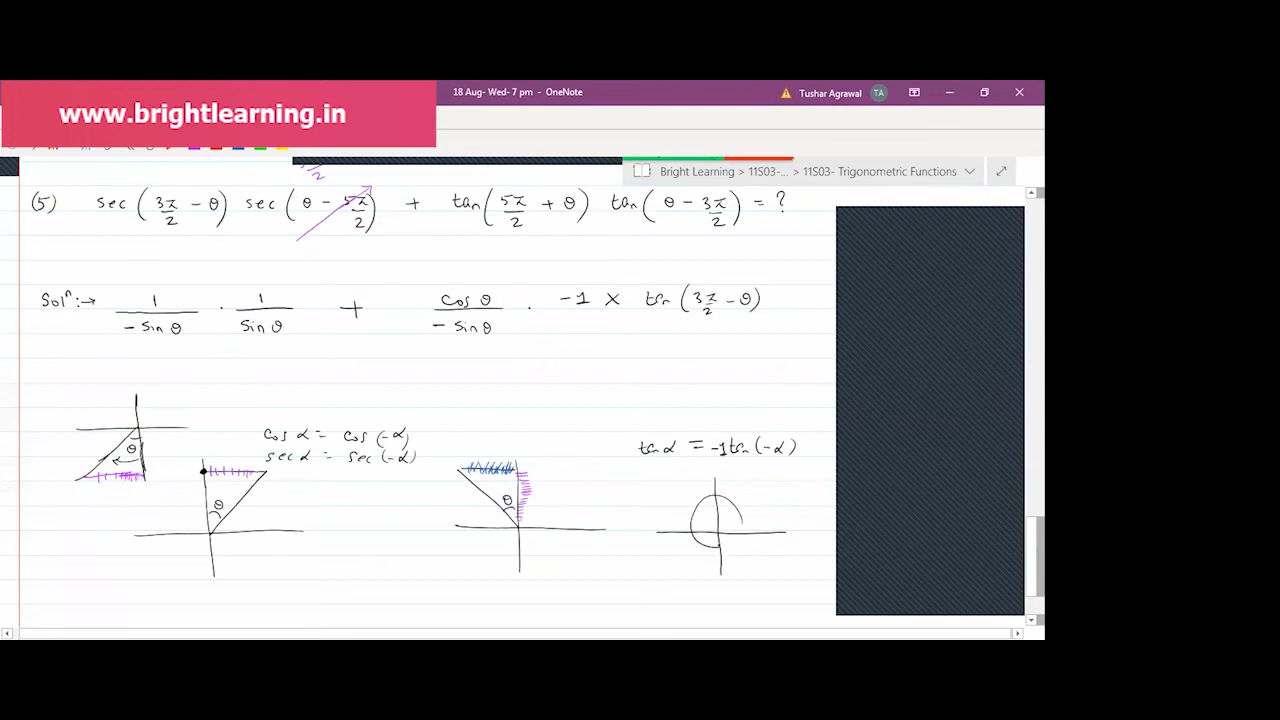 18 Aug- Wed- 7 pm - OneNote
Tushar Agrawal TA
www.brightlearning.in
Bright Learning > 11S03-... > 11S03- Trigonometric Functions
π/2
(5) sec(3π/2 - θ) sec(θ - 5π/2) + tan(5π/2 + θ) tan(θ - 3π/2) = ?
Solⁿ :→ 1/(- sin θ) · 1/(sin θ) + cos θ/(- sin θ) · -1 × tan(3π/2 - θ)
θ
cos α = cos(-α)
sec α = sec(-α)
θ
θ
tan α = -1 tan(-α)